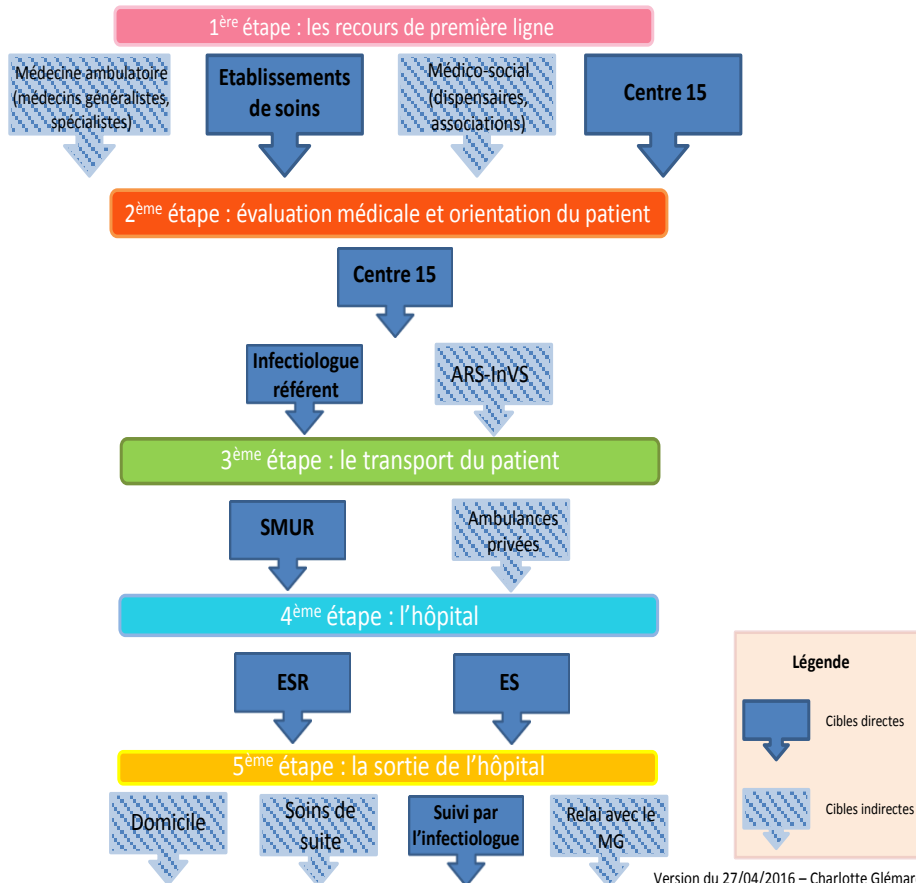 1ère étape : les recours de première ligne
Médecine ambulatoire
(médecins généralistes,
spécialistes)
Etablissements
de soins
Médico-social
(dispensaires,
associations)
Centre 15
2ème étape : évaluation médicale et orientation du patient
Centre 15
Infectiologue
référent
ARS-InVS
3ème étape : le transport du patient
SMUR
Ambulances
privées
4ème étape : l'hôpital
ESR
ES
5ème étape : la sortie de l'hôpital
Domicile
Soins de
suite
Suivi par
l'infectiologue
Relai avec le
MG
Légende
Cibles directes
Cibles indirectes
Version du 27/04/2016 – Charlotte Glémar